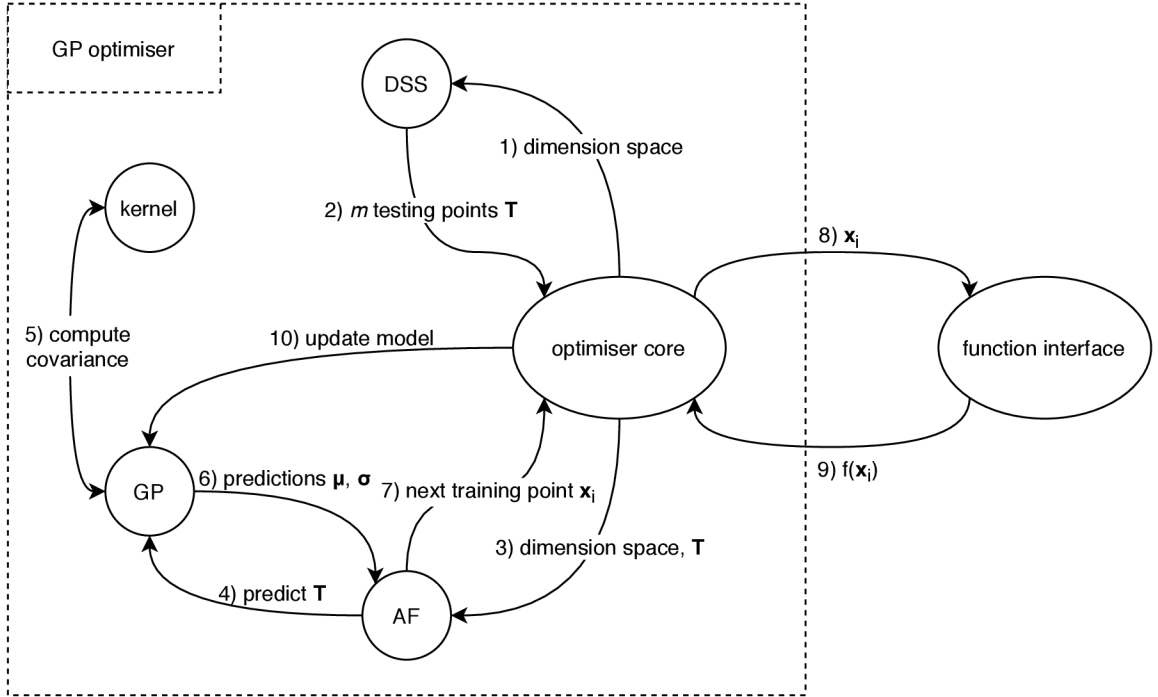 GP optimiser
DSS
1) dimension space
kernel
2) m testing points T
8) xi
5) compute
covariance
10) update model
optimiser core
function interface
6) predictions μ, σ
7) next training point xi
9) f(xi)
GP
3) dimension space, T
4) predict T
AF